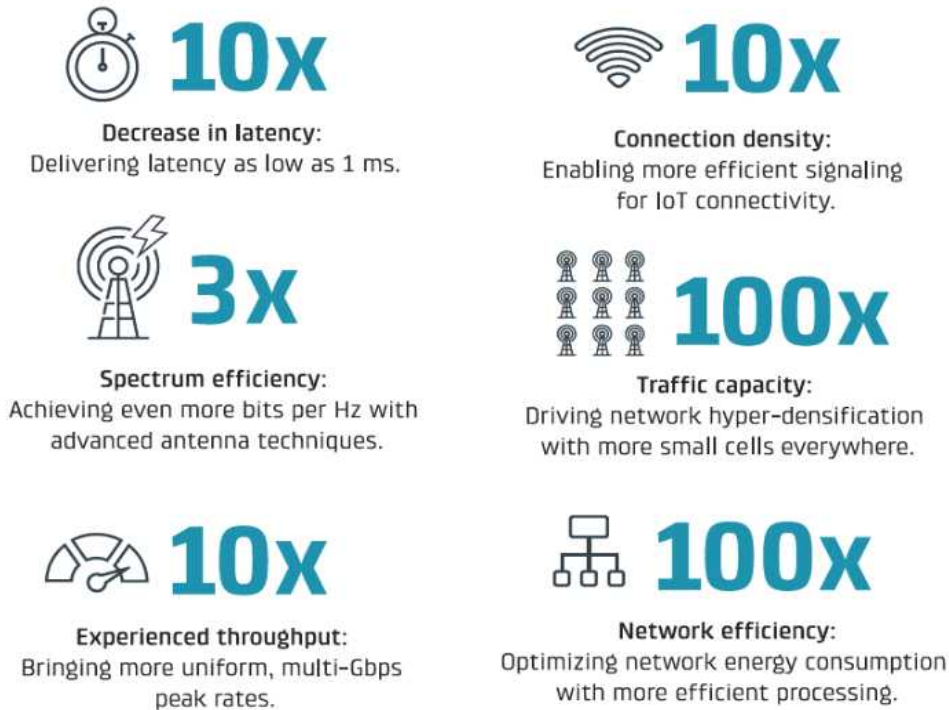 10x
Decrease in latency:
Delivering latency as low as 1 ms.
10x
Connection density:
Enabling more efficient signaling
for IoT connectivity.
3x
Spectrum efficiency:
Achieving even more bits per Hz with
advanced antenna techniques.
100x
Traffic capacity:
Driving network hyper-densification
with more small cells everywhere.
10x
Experienced throughput:
Bringing more uniform, multi-Gbps
peak rates.
100x
Network efficiency:
Optimizing network energy consumption
with more efficient processing.